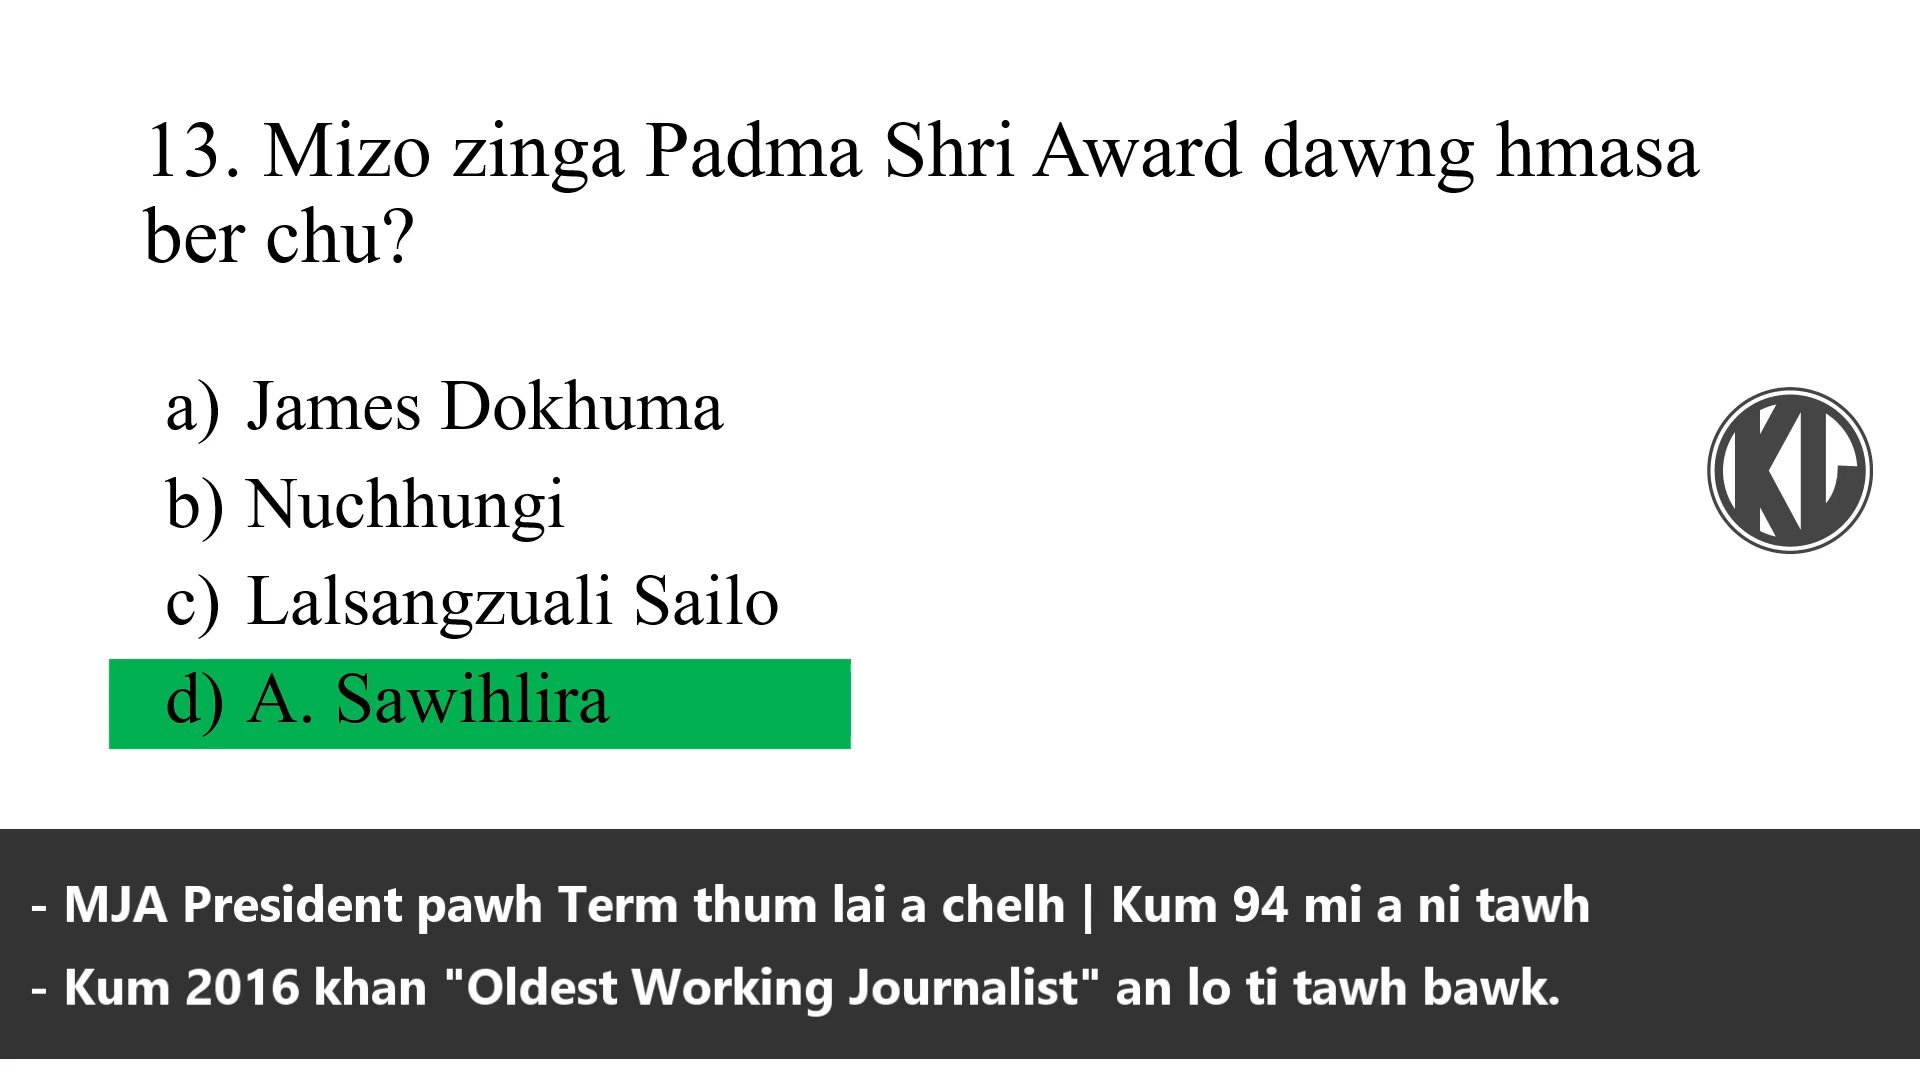 13. Mizo zinga Padma Shri Award dawng hmasa
ber chu?
a) James Dokhuma
b) Nuchhungi
c) Lalsangzuali Sailo
d) A. Sawihlira
KL
- MJA President pawh Term thum lai a chelh | Kum 94 mi a ni tawh
- Kum 2016 khan "Oldest Working Journalist" an lo ti tawh bawk.